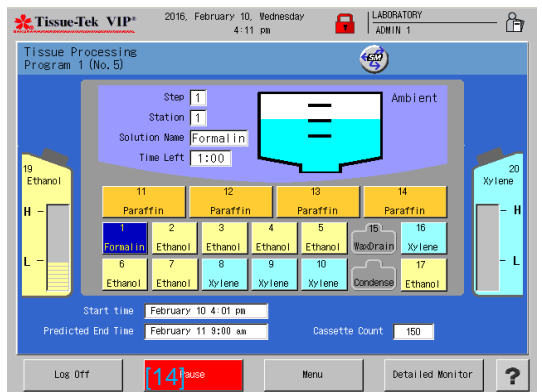 Tissue-Tek VIP®
2016, February 10, Wednesday
4:11 pm
LABORATORY
ADMIN 1
Tissue Processing
Program 1 (No.5)
Step 1
Station 1
Solution Name Formalin
Time Left 1:00
Ambient
19
Ethanol
H
L
20
Xylene
H
L
11
Paraffin
12
Paraffin
13
Paraffin
14
Paraffin
1
Formalin
2
Ethanol
3
Ethanol
4
Ethanol
5
Ethanol
15
WaxDrain
16
Xylene
6
Ethanol
7
Ethanol
8
Xylene
9
Xylene
10
Xylene
Condense
17
Ethanol
Start time February 10 4:01 pm
Predicted End Time February 11 9:00 am
Cassette Count 150
Log Off
[14]ause
Menu
Detailed Monitor
?